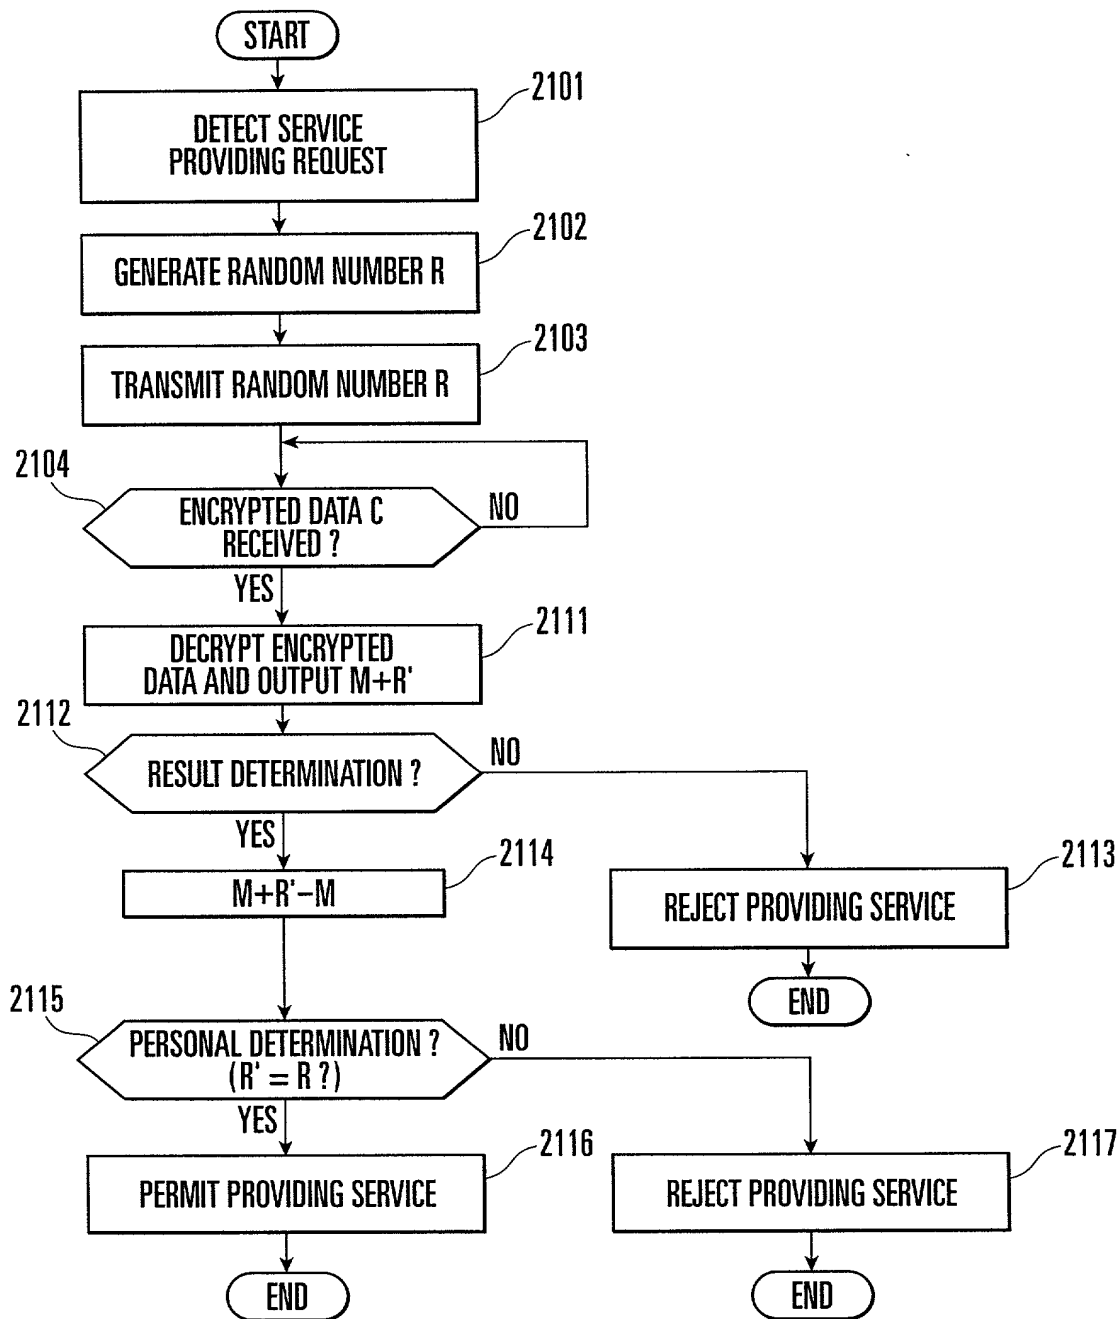 START
2101
DETECT SERVICE
PROVIDING REQUEST
2102
GENERATE RANDOM NUMBER R
2103
TRANSMIT RANDOM NUMBER R
2104
ENCRYPTED DATA C
RECEIVED ?
NO
YES
2111
DECRYPT ENCRYPTED
DATA AND OUTPUT M+R'
2112
RESULT DETERMINATION ?
NO
YES
2114
M+R'−M
2113
REJECT PROVIDING SERVICE
END
2115
PERSONAL DETERMINATION ?
(R' = R ?)
NO
YES
2116
PERMIT PROVIDING SERVICE
2117
REJECT PROVIDING SERVICE
END
END